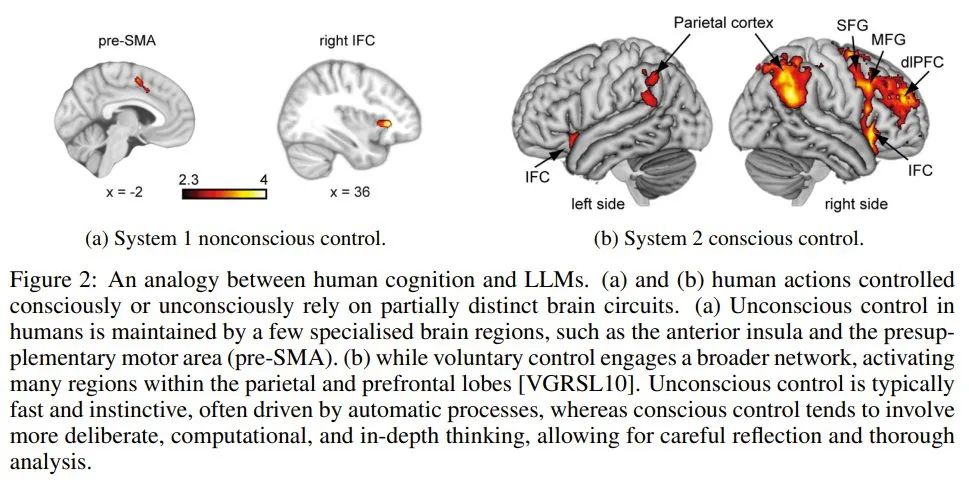 pre-SMA
right IFC
x = -2
2.3
4
x = 36
Parietal cortex
SFG
MFG
dlPFC
IFC
IFC
left side
right side
(a) System 1 nonconscious control.
(b) System 2 conscious control.
Figure 2: An analogy between human cognition and LLMs. (a) and (b) human actions controlled
consciously or unconsciously rely on partially distinct brain circuits. (a) Unconscious control in
humans is maintained by a few specialised brain regions, such as the anterior insula and the presup-
plementary motor area (pre-SMA). (b) while voluntary control engages a broader network, activating
many regions within the parietal and prefrontal lobes [VGRSL10]. Unconscious control is typically
fast and instinctive, often driven by automatic processes, whereas conscious control tends to involve
more deliberate, computational, and in-depth thinking, allowing for careful reflection and thorough
analysis.